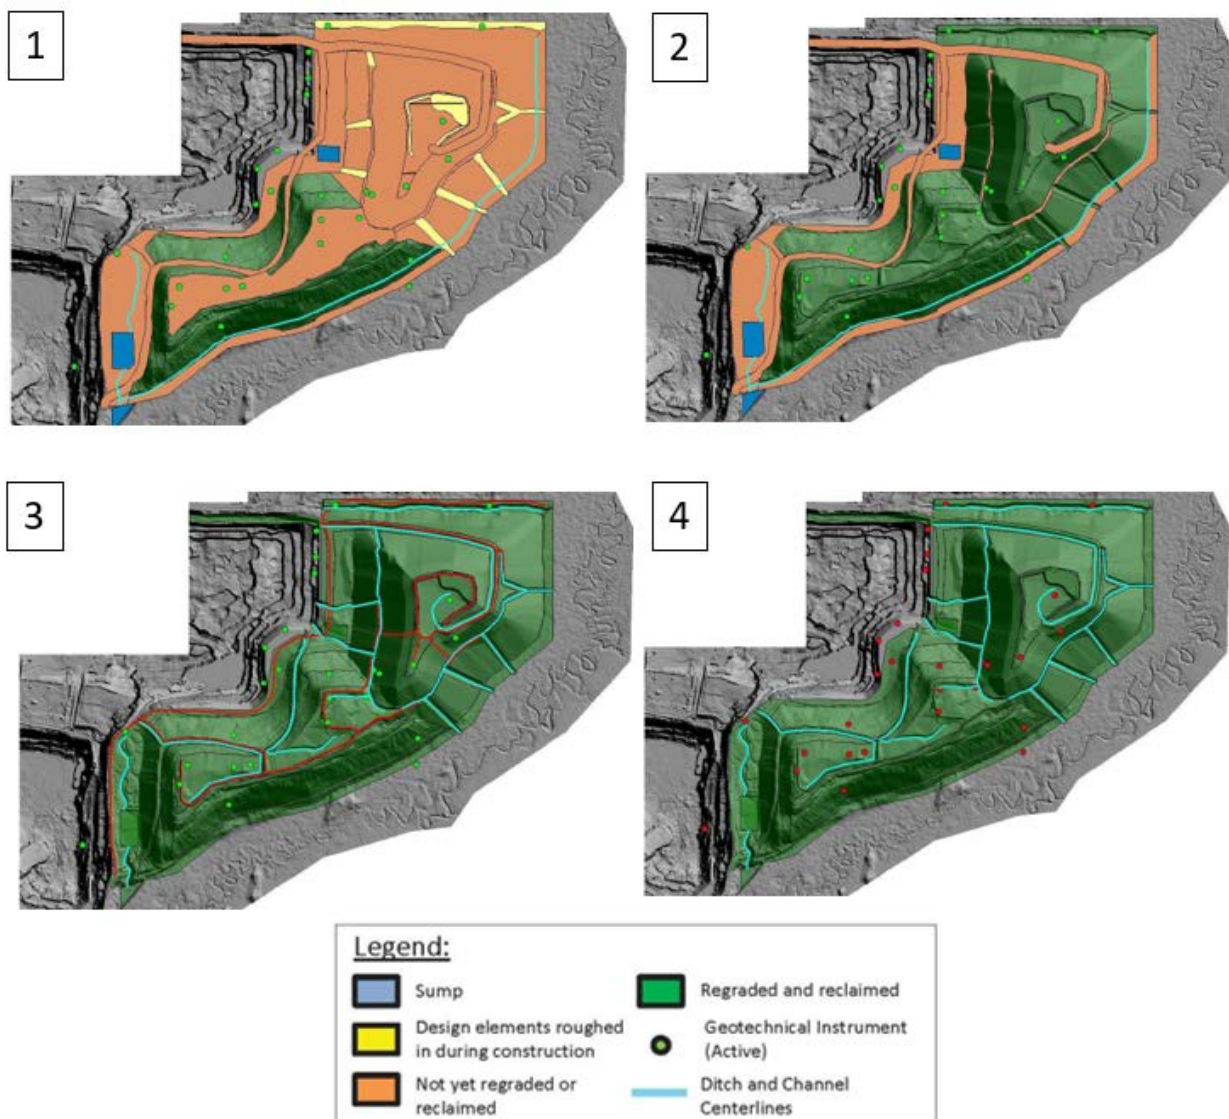 1
2
3
4
Legend:
Sump
Design elements roughed
in during construction
Not yet regraded or
reclaimed
Regraded and reclaimed
Geotechnical Instrument
(Active)
Ditch and Channel
Centerlines